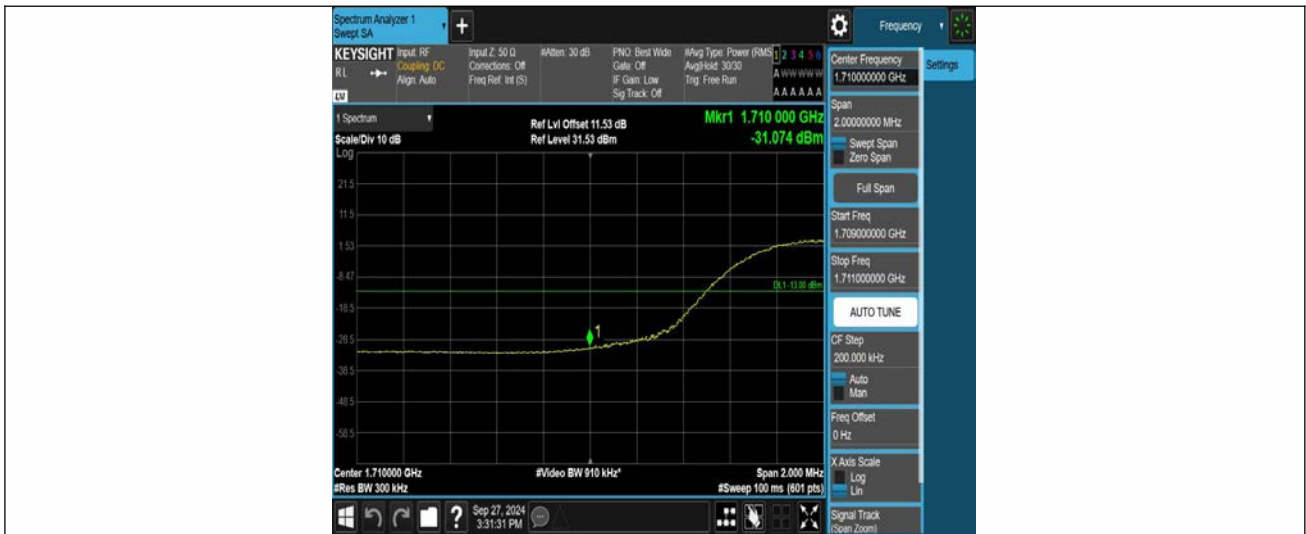 Spectrum Analyzer 1
Swept SA
+
Frequency
KEYSIGHT
RL
Input: RF
Coupling: DC
Align: Auto
Input Z: 50 Ω
Corrections: Off
Freq Ref: Int (S)
#Atten: 30 dB
PNO: Best Wide
Gate: Off
IF Gain: Low
Sig Track: Off
#Avg Type: Power (RMS
Avg|Hold: 30/30
Trig: Free Run
1 2 3 4 5 6
A W W W W W
A A A A A A
1 Spectrum
Scale/Div 10 dB
Log
Ref Lvl Offset 11.53 dB
Ref Level 31.53 dBm
Mkr1 1.710 000 GHz
-31.074 dBm
21.5
11.5
1.53
-8.47
-18.5
-28.5
-38.5
-48.5
-58.5
DL1 -13.00 dBm
1
Center 1.710000 GHz
#Res BW 300 kHz
#Video BW 910 kHz*
Span 2.000 MHz
#Sweep 100 ms (601 pts)
?
Sep 27, 2024
3:31:31 PM
Center Frequency
1.710000000 GHz
Settings
Span
2.00000000 MHz
Swept Span
Zero Span
Full Span
Start Freq
1.709000000 GHz
Stop Freq
1.711000000 GHz
AUTO TUNE
CF Step
200.000 kHz
Auto
Man
Freq Offset
0 Hz
X Axis Scale
Log
Lin
Signal Track
(Span Zoom)